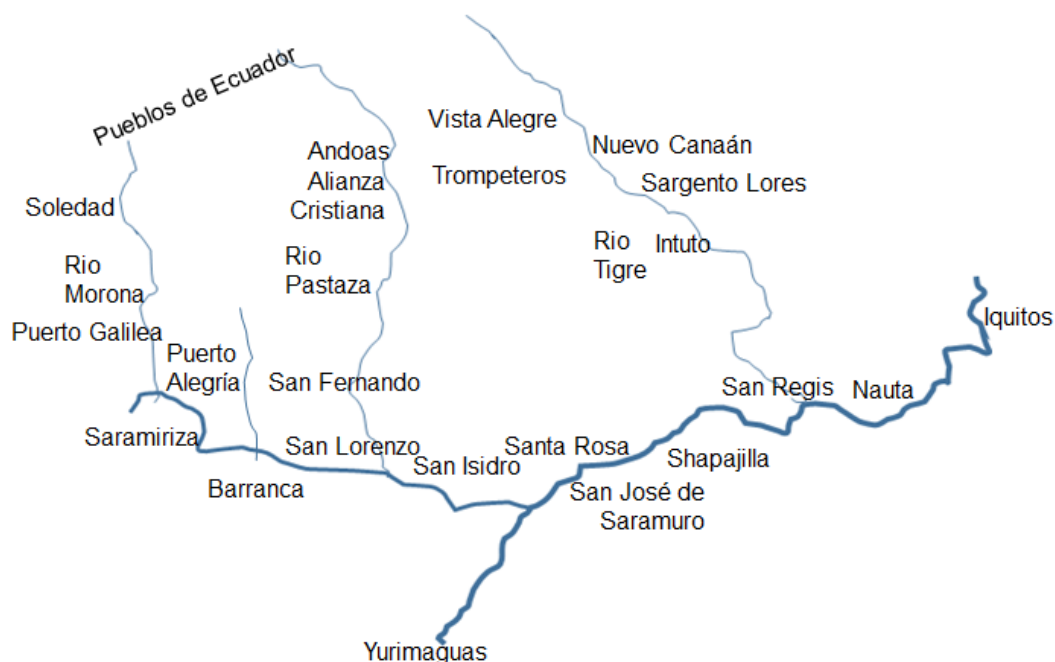 Pueblos de Ecuador
Vista Alegre
Andoas
Alianza
Cristiana
Nuevo Canaán
Trompeteros
Sargento Lores
Soledad
Rio
Morona
Rio
Pastaza
Rio
Tigre
Intuto
Puerto Galilea
Iquitos
Puerto
Alegría
San Fernando
San Regis
Nauta
Saramiriza
San Lorenzo
Santa Rosa
San Isidro
Shapajilla
Barranca
San José de
Saramuro
Yurimaguas